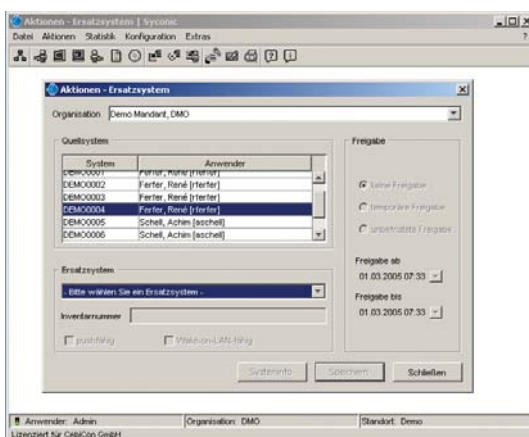 Aktionen - Ersatzsystem | Syconic
Datei Aktionen Statistik Konfiguration Extras ?
Aktionen - Ersatzsystem
Organisation Demo Mandant, DMO
Quellsystem
System Anwender
DEMO0001 Ferfer, René [rferfer]
DEMO0002 Ferfer, René [rferfer]
DEMO0003 Ferfer, René [rferfer]
DEMO0004 Ferfer, René [rferfer]
DEMO0005 Schell, Achim [aschell]
DEMO0006 Schell, Achim [aschell]
Freigabe
keine Freigabe
temporäre Freigabe
unbefristete Freigabe
Freigabe ab
01.03.2005 07:33
Freigabe bis
01.03.2005 07:33
Ersatzsystem
- Bitte wählen Sie ein Ersatzsystem -
Inventarnummer
pushfähig Wake-on-LAN-fähig
Systeminfo Speichern Schließen
Anwender: Admin Organisation: DMO Standort: Demo
Lizenziert für CebiCon GmbH